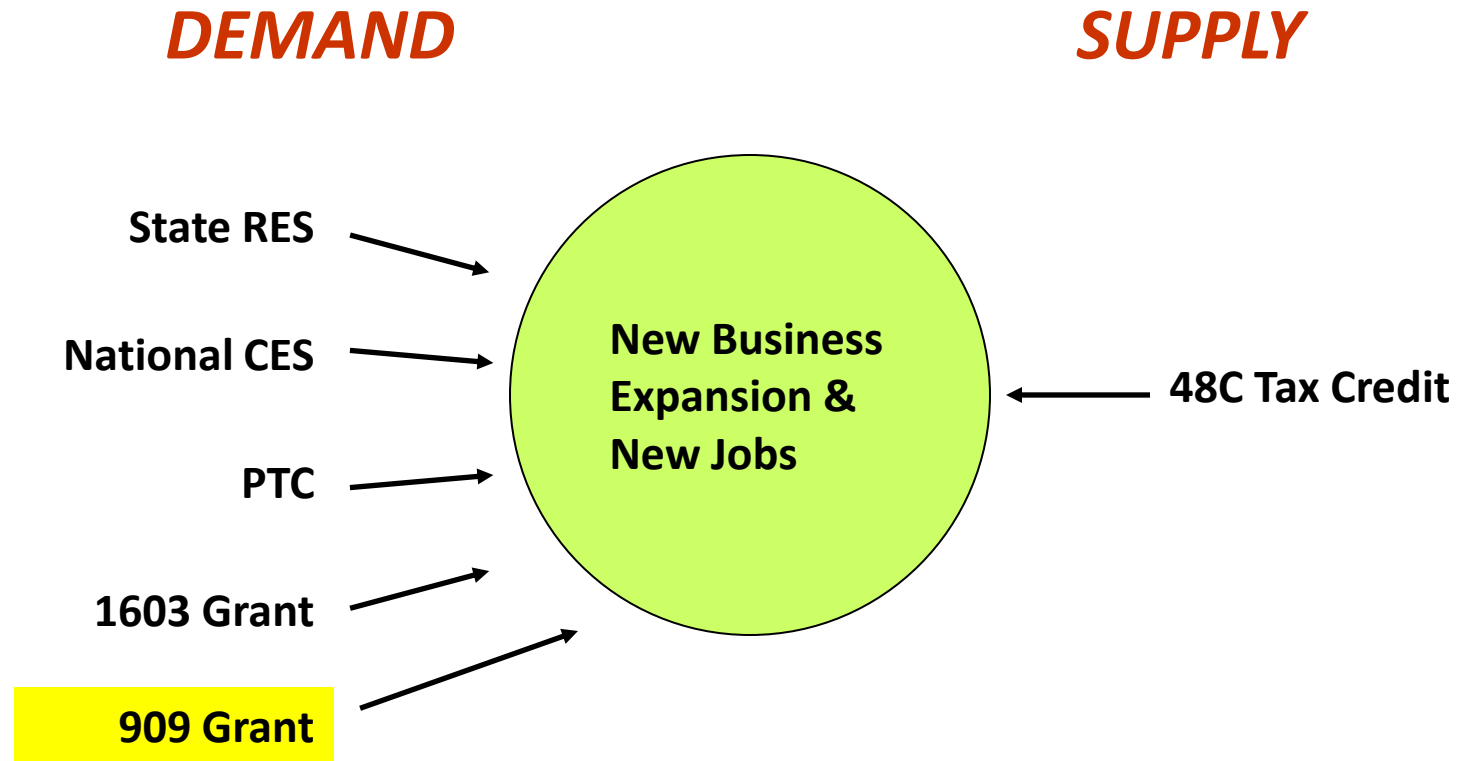 DEMAND
SUPPLY
State RES
National CES
PTC
1603 Grant
909 Grant
New Business
Expansion &
New Jobs
48C Tax Credit